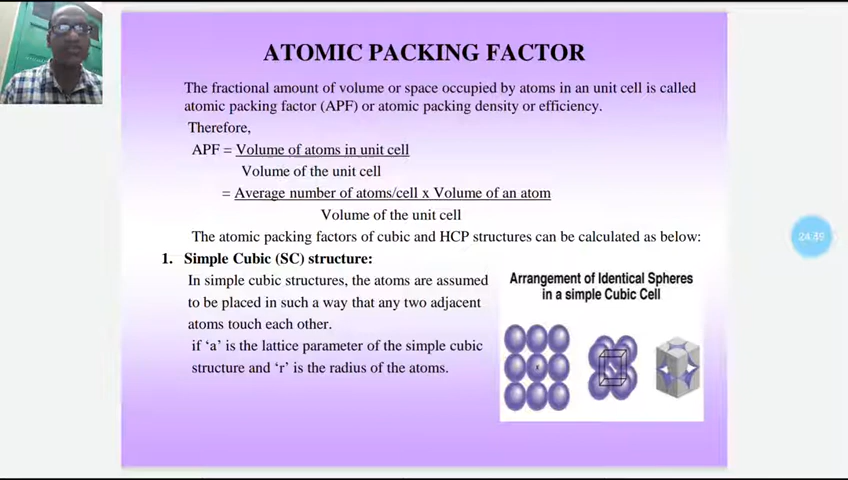 ATOMIC PACKING FACTOR
The fractional amount of volume or space occupied by atoms in an unit cell is called
atomic packing factor (APF) or atomic packing density or efficiency.
Therefore,
APF = Volume of atoms in unit cell
Volume of the unit cell
= Average number of atoms/cell x Volume of an atom
Volume of the unit cell
The atomic packing factors of cubic and HCP structures can be calculated as below:
1. Simple Cubic (SC) structure:
In simple cubic structures, the atoms are assumed
to be placed in such a way that any two adjacent
atoms touch each other.
if ‘a’ is the lattice parameter of the simple cubic
structure and ‘r’ is the radius of the atoms.
Arrangement of Identical Spheres
in a simple Cubic Cell